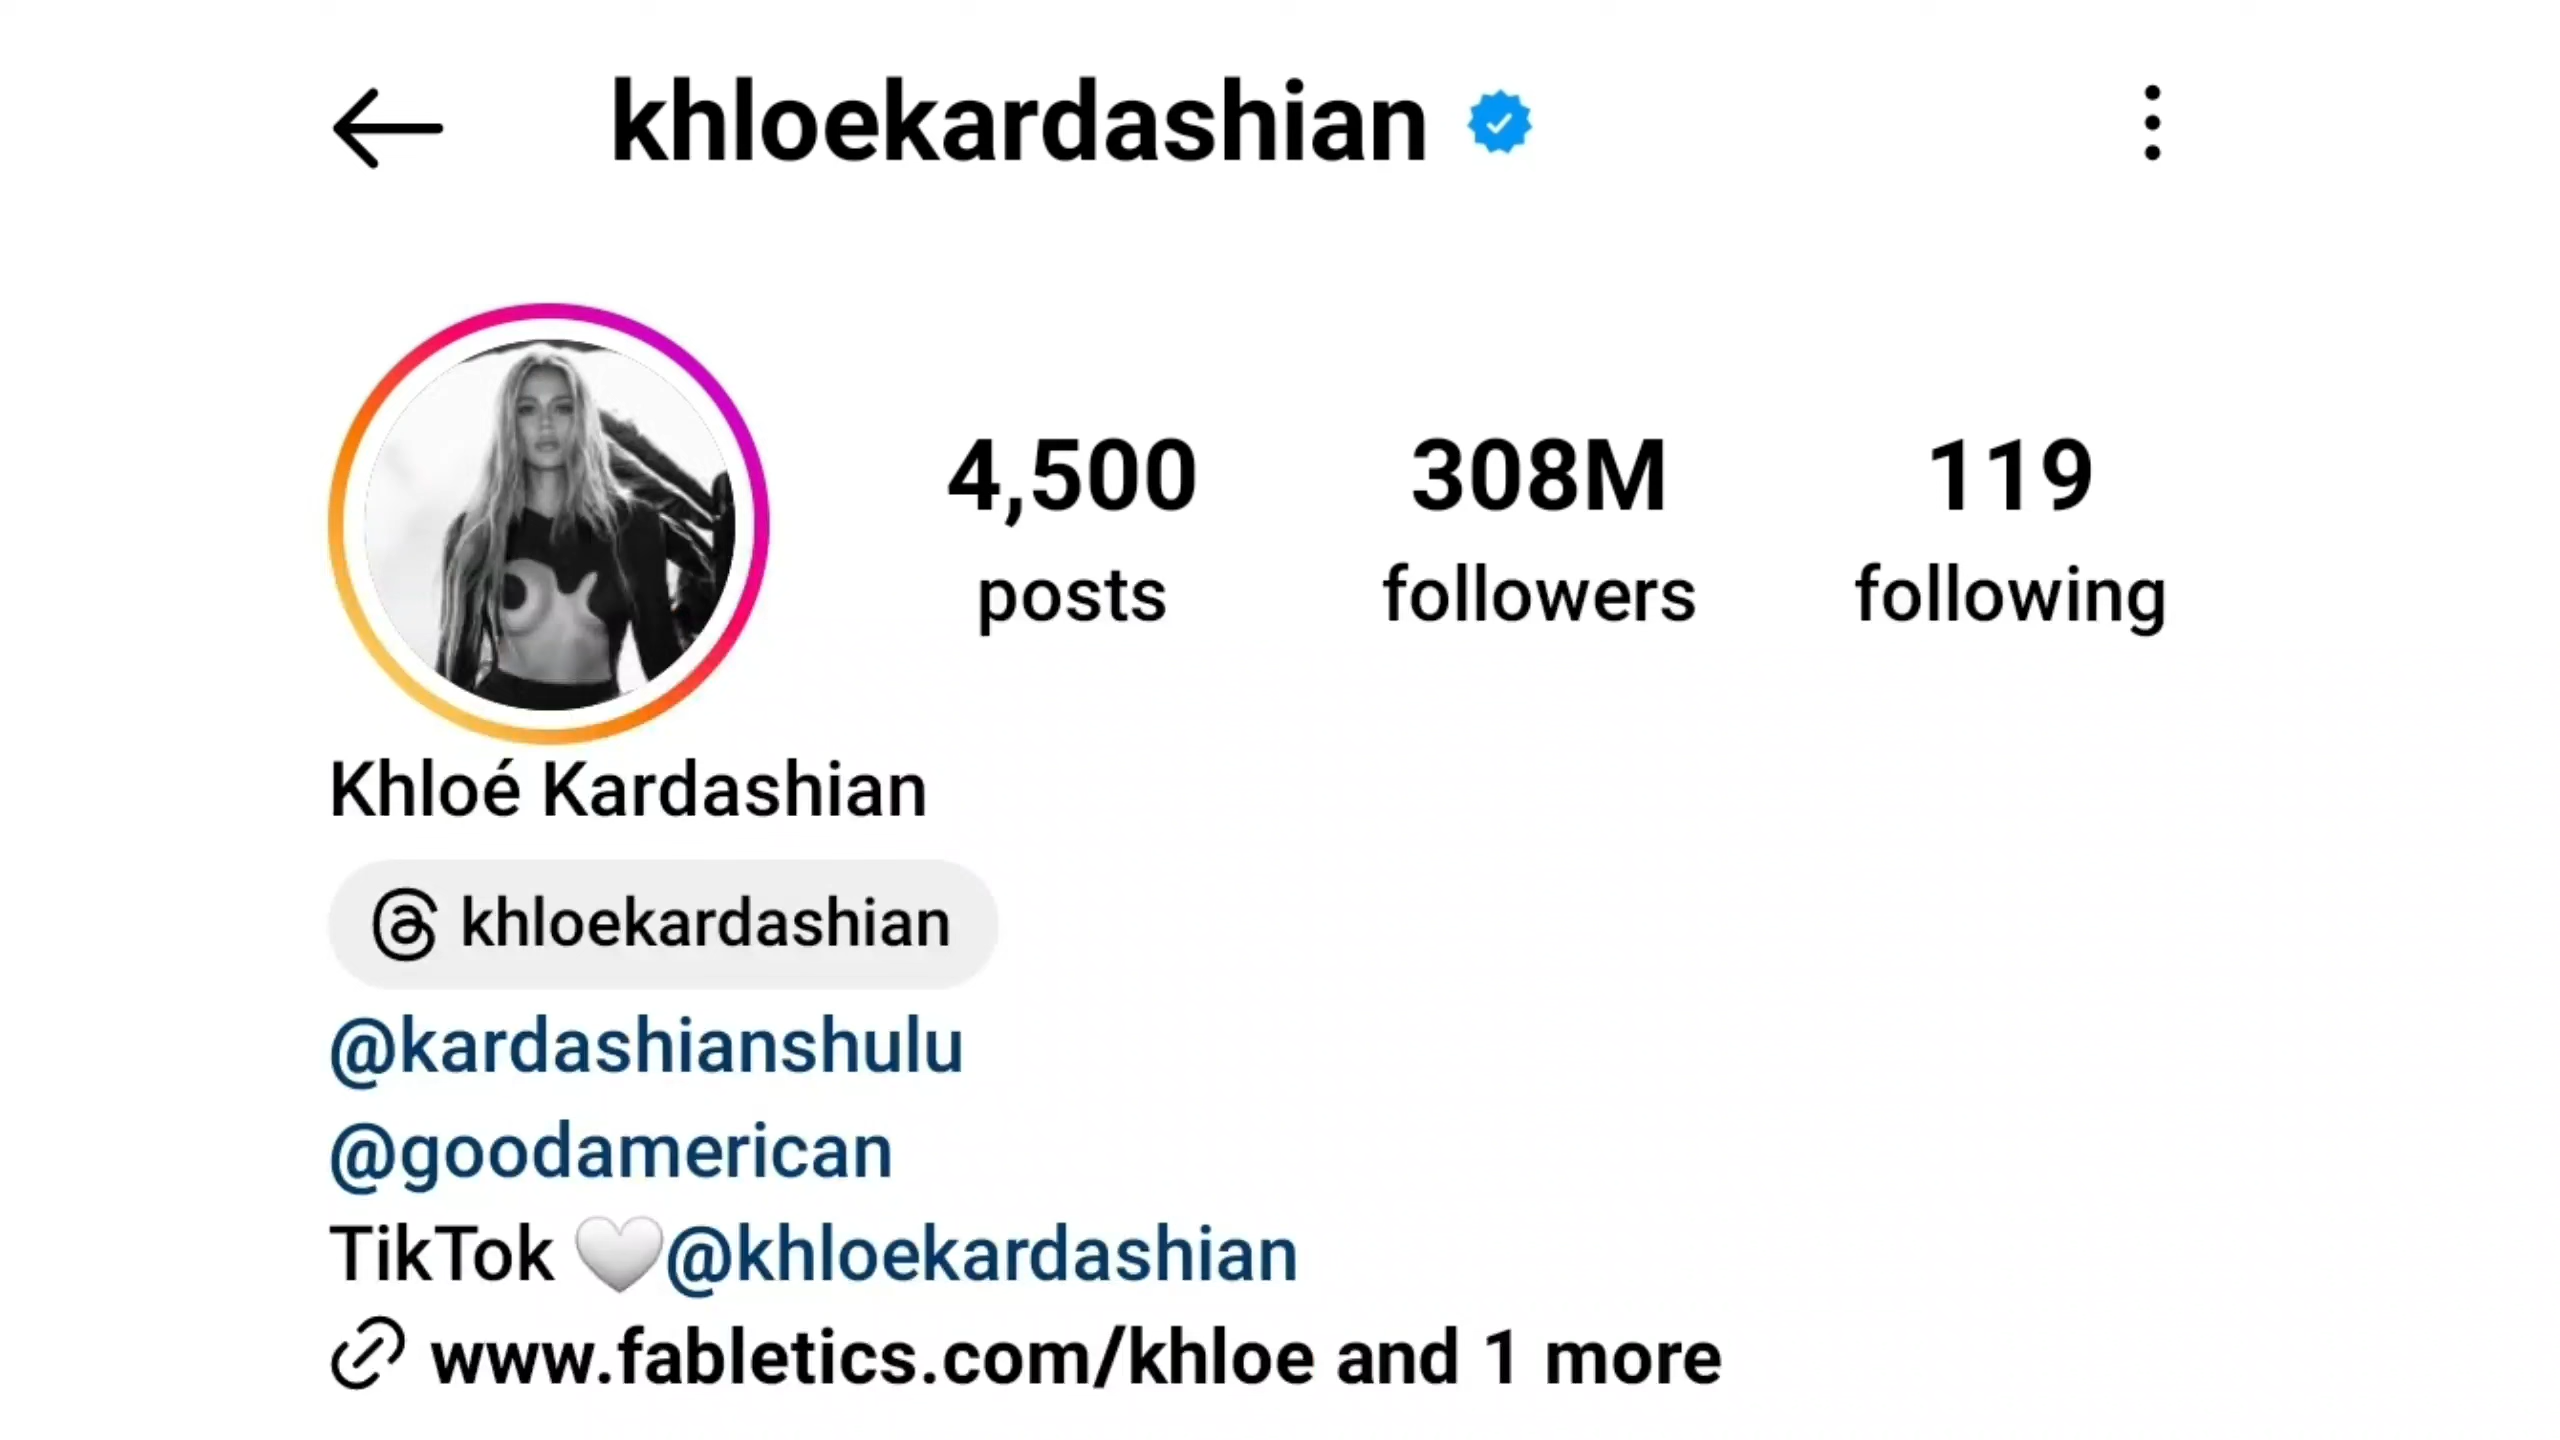 khloekardashian
4,500 308M 119
posts followers following
Khloé Kardashian
khloekardashian
@kardashianshulu
@goodamerican
TikTok 🤍@khloekardashian
www.fabletics.com/khloe and 1 more